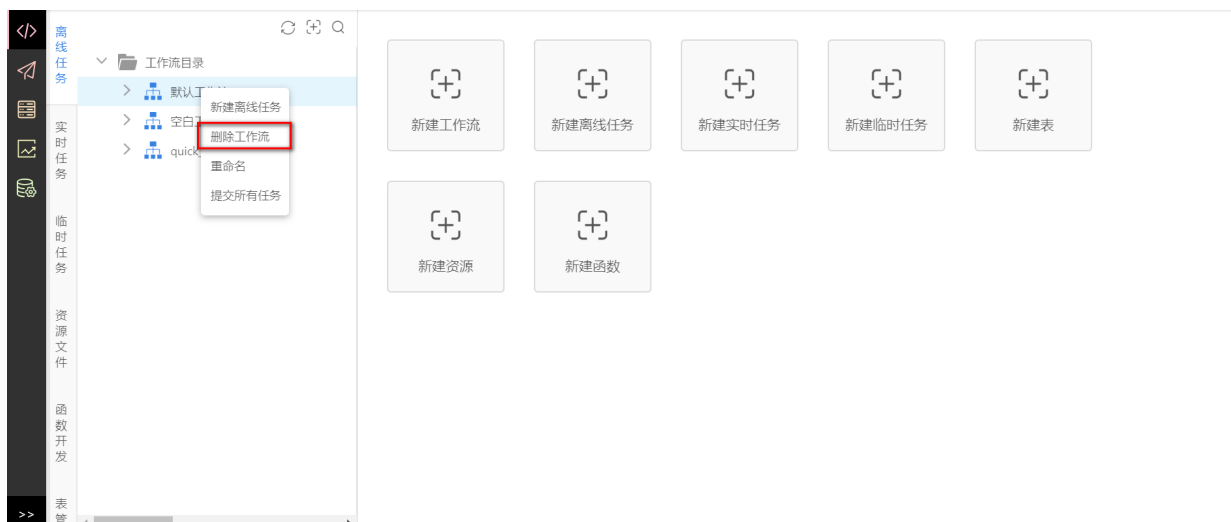 </>
离线任务
实时任务
临时任务
资源文件
函数开发
表管
>>
工作流目录
默认工
空白工
quick
新建离线任务
删除工作流
重命名
提交所有任务
新建工作流
新建离线任务
新建实时任务
新建临时任务
新建表
新建资源
新建函数